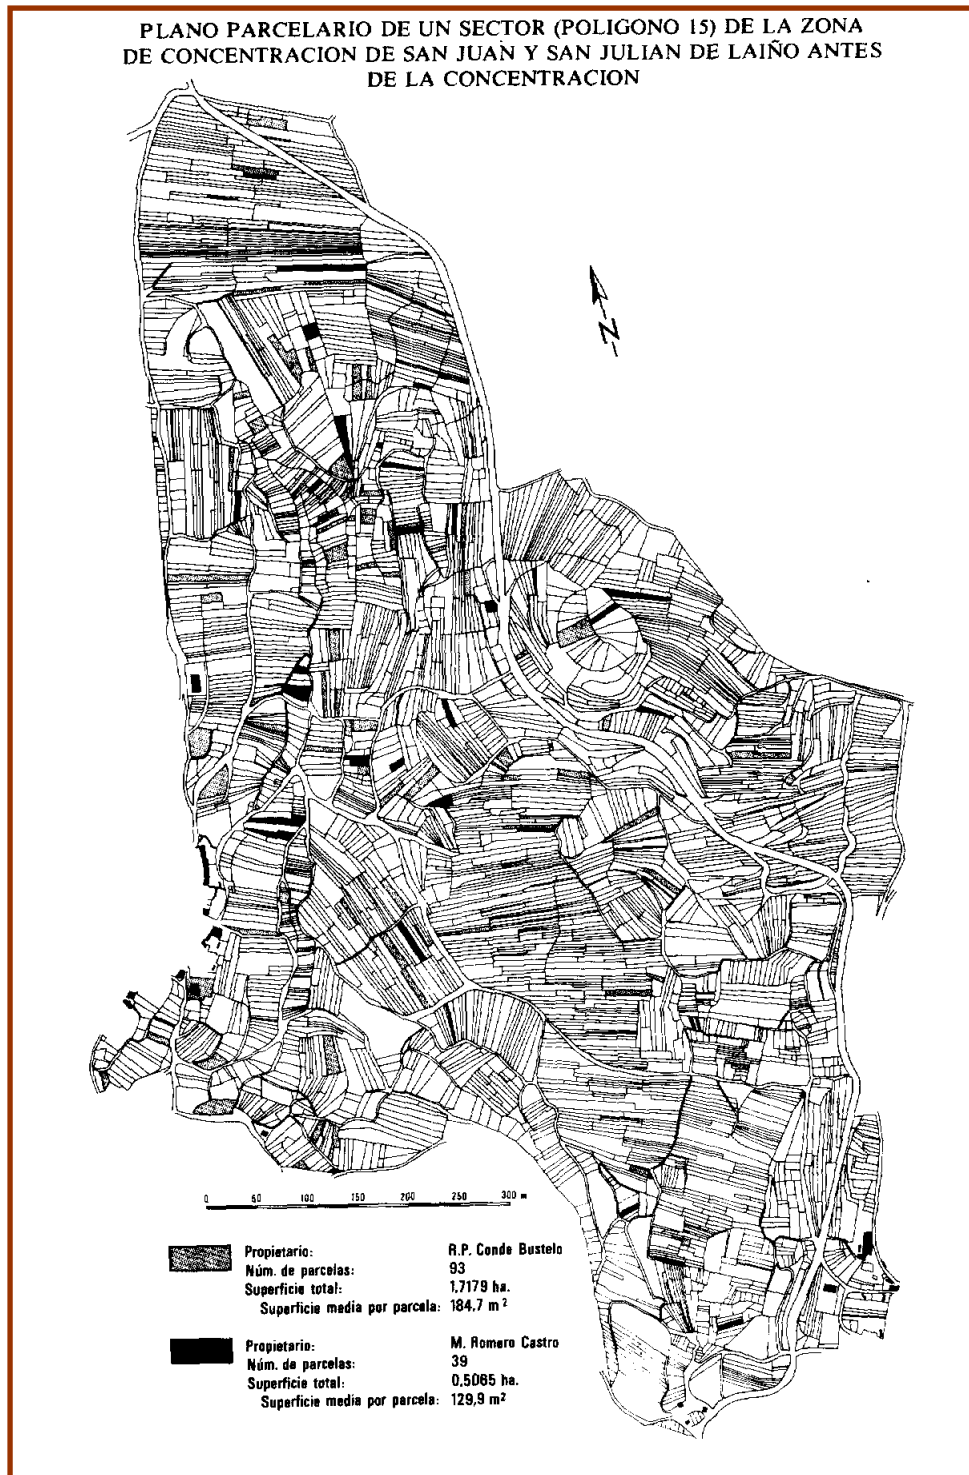 PLANO PARCELARIO DE UN SECTOR (POLIGONO 15) DE LA ZONA
DE CONCENTRACION DE SAN JUAN Y SAN JULIAN DE LAIÑO ANTES
DE LA CONCENTRACION
N
0 50 100 150 200 250 300 m
Propietario: R.P. Conde Bustelo
Núm. de parcelas: 93
Superficie total: 1,7179 ha.
Superficie media por parcela: 184,7 m²
Propietario: M. Romero Castro
Núm. de parcelas: 39
Superficie total: 0,5065 ha.
Superficie media por parcela: 129,9 m²